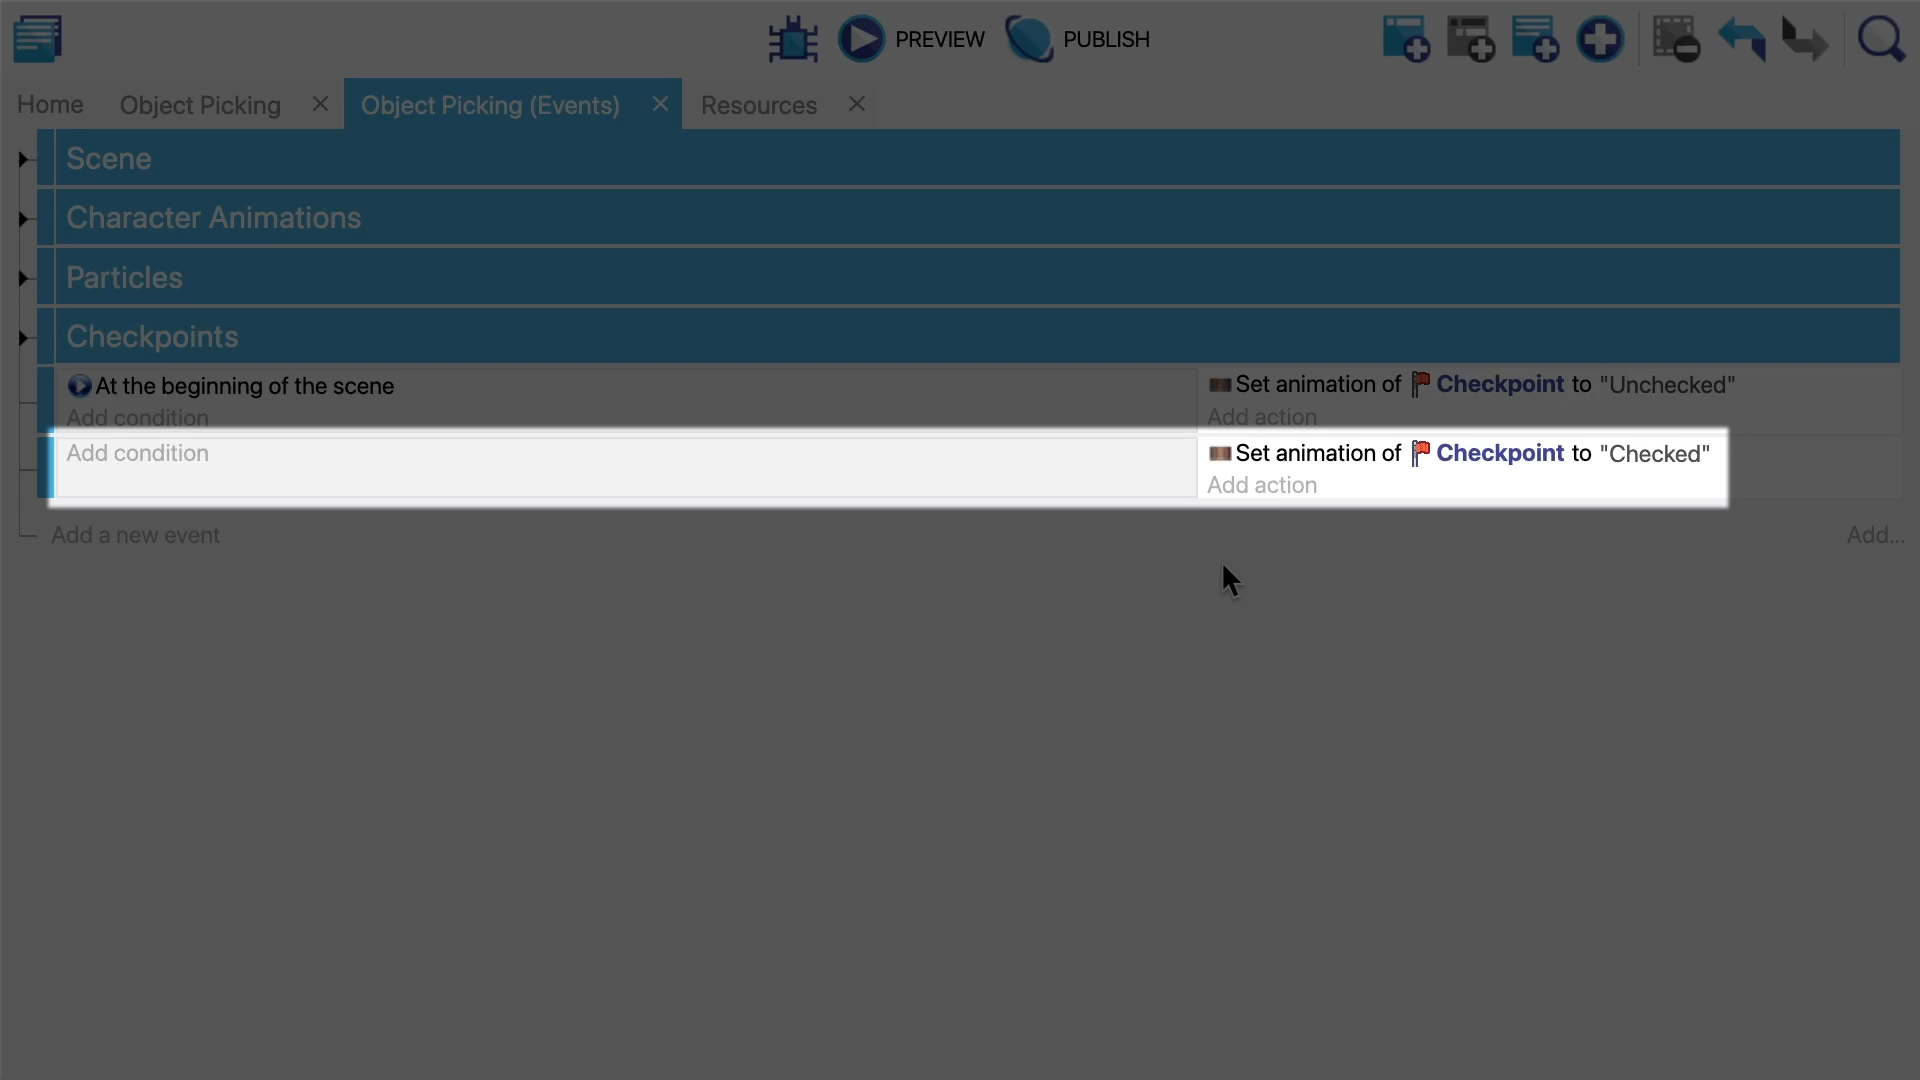 PREVIEW
PUBLISH
Home
Object Picking
Object Picking (Events)
Resources
Scene
Character Animations
Particles
Checkpoints
At the beginning of the scene
Set animation of Checkpoint to "Unchecked"
Add condition
Add action
Add condition
Set animation of Checkpoint to "Checked"
Add action
Add a new event
Add...